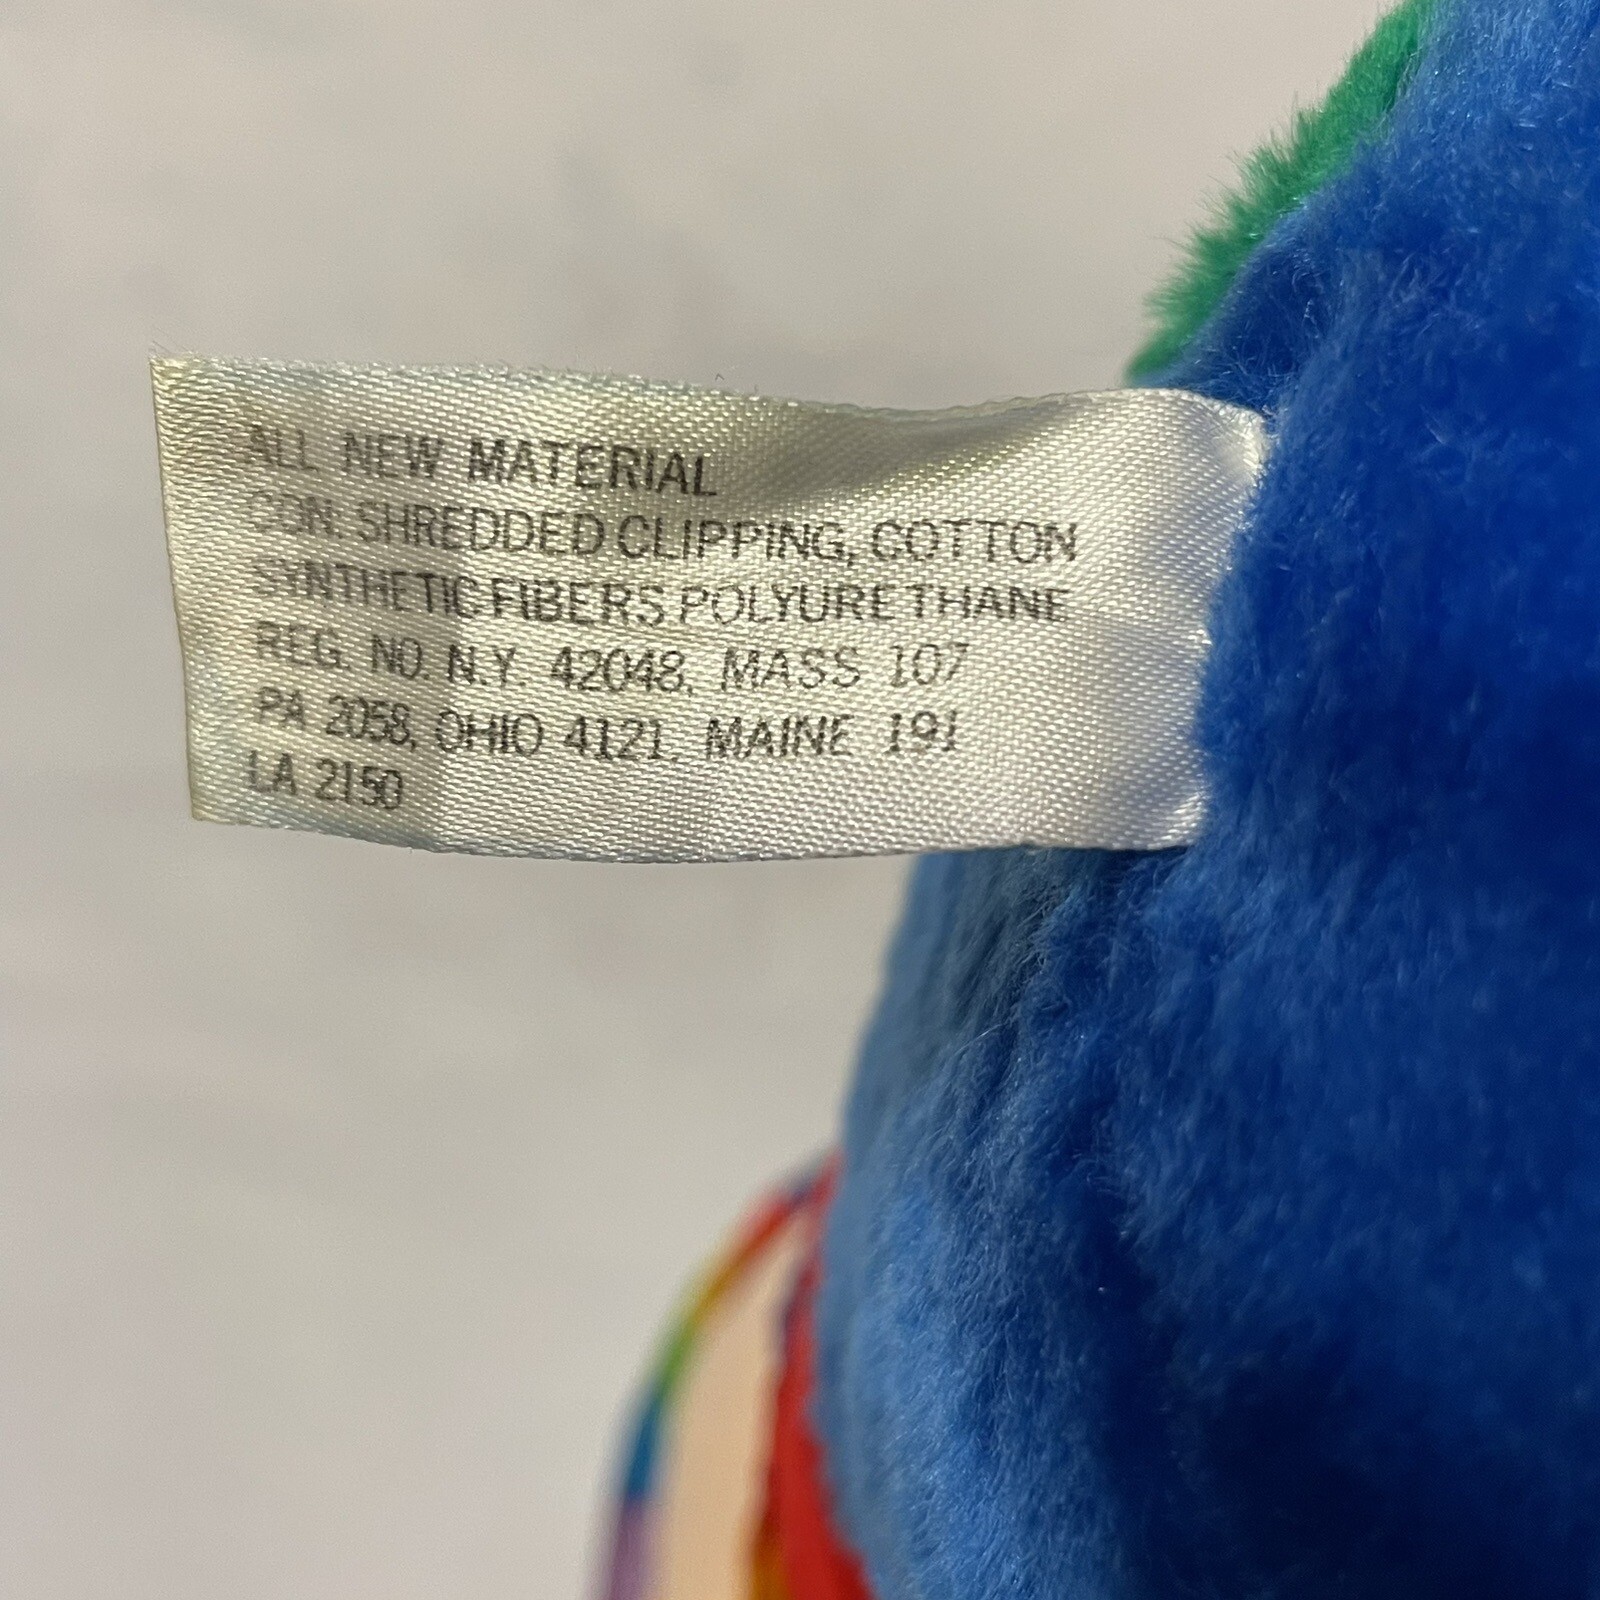 ALL NEW MATERIAL
CON: SHREDDED CLIPPING, COTTON
SYNTHETIC FIBERS POLYURETHANE
REG. NO. N.Y. 42048, MASS 107
PA 2058, OHIO 4121, MAINE 191
LA 2150